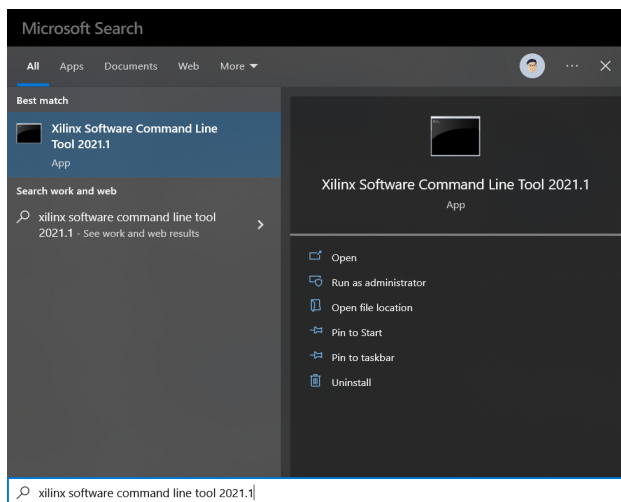 Microsoft Search
All Apps Documents Web More
Best match
Xilinx Software Command Line
Tool 2021.1
App
Search work and web
xilinx software command line tool
2021.1 - See work and web results
Xilinx Software Command Line Tool 2021.1
App
Open
Run as administrator
Open file location
Pin to Start
Pin to taskbar
Uninstall
xilinx software command line tool 2021.1